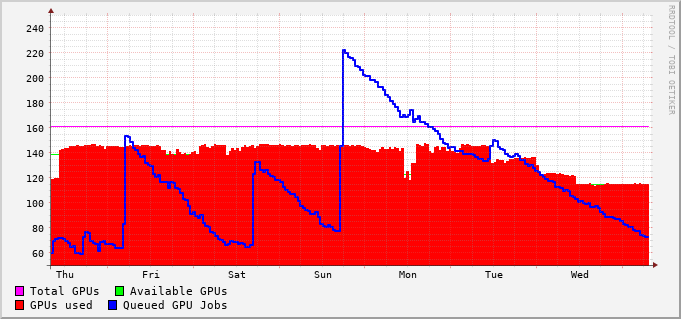 RRDTOOL / TOBI OETIKER
240
220
200
180
160
140
120
100
80
60
Thu Fri Sat Sun Mon Tue Wed
Total GPUs Available GPUs
GPUs used Queued GPU Jobs